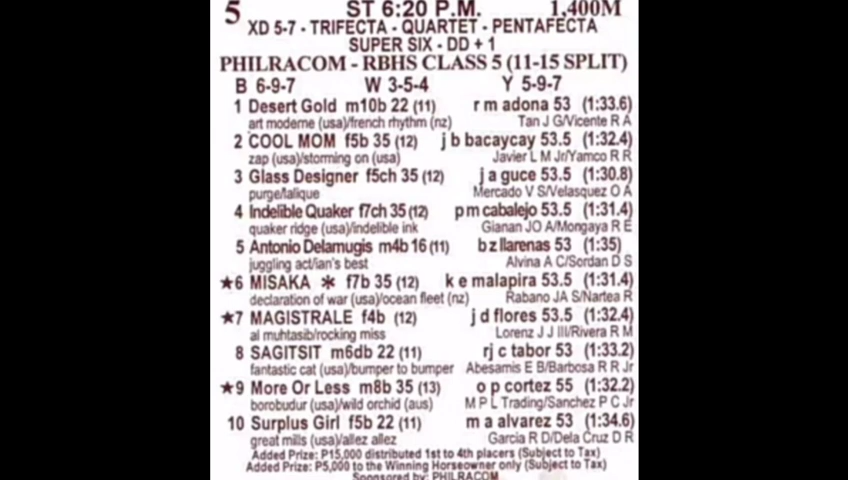 5 ST 6:20 P.M. 1,400M
XD 5-7 - TRIFECTA - QUARTET - PENTAFECTA
SUPER SIX - DD + 1
PHILRACOM - RBHS CLASS 5 (11-15 SPLIT)
B 6-9-7 W 3-5-4 Y 5-9-7
1 Desert Gold m10b 22 (11) r m adona 53 (1:33.6)
art moderne (usa)/french rhythm (nz) Tan J G/Vicente R A
2 COOL MOM f5b 35 (12) j b bacaycay 53.5 (1:32.4)
zap (usa)/storming on (usa) Javier L M Jr/Yamco R R
3 Glass Designer f5ch 35 (12) j a guce 53.5 (1:30.8)
purge/lalique Mercado V S/Velasquez O A
4 Indelible Quaker f7ch 35 (12) p m cabalejo 53.5 (1:31.4)
quaker ridge (usa)/indelible ink Gianan JO A/Mongaya R E
5 Antonio Delamugis m4b 16 (11) b z llarenas 53 (1:35)
juggling act/ian's best Alvina A C/Sordan D S
★6 MISAKA * f7b 35 (12) k e malapira 53.5 (1:31.4)
declaration of war (usa)/ocean fleet (nz) Rabano JA S/Nartea R
★7 MAGISTRALE f4b (12) j d flores 53.5 (1:32.4)
al muhtasib/rocking miss Lorenz J J III/Rivera R M
8 SAGITSIT m6db 22 (11) rj c tabor 53 (1:33.2)
fantastic cat (usa)/bumper to bumper Abesamis E B/Barbosa R R Jr
★9 More Or Less m8b 35 (13) o p cortez 55 (1:32.2)
borobudur (usa)/wild orchid (aus) M P L Trading/Sanchez P C Jr
10 Surplus Girl f5b 22 (11) m a alvarez 53 (1:34.6)
great mills (usa)/allez allez Garcia R D/Dela Cruz D R
Added Prize: P15,000 distributed 1st to 4th placers (Subject to Tax)
Added Prize: P5,000 to the Winning Horseowner only (Subject to Tax)
Sponsored by: PHILRACOM